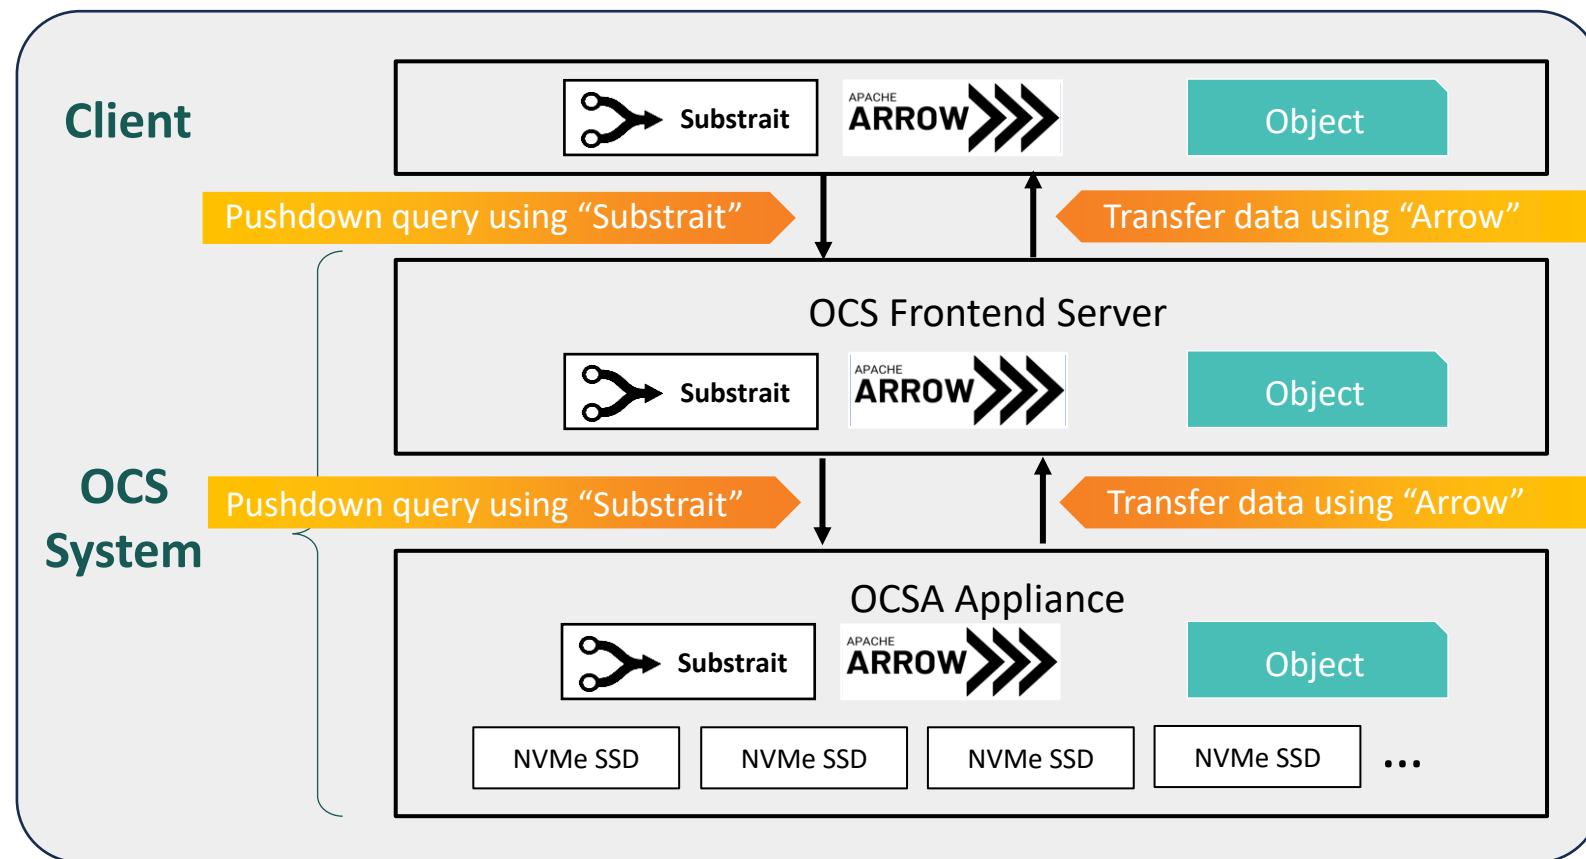 Client
Substrait
APACHE
ARROW
Object
Pushdown query using “Substrait”
Transfer data using “Arrow”
OCS Frontend Server
Substrait
APACHE
ARROW
Object
OCS
System
Pushdown query using “Substrait”
Transfer data using “Arrow”
OCSA Appliance
Substrait
APACHE
ARROW
Object
NVMe SSD
NVMe SSD
NVMe SSD
NVMe SSD
...